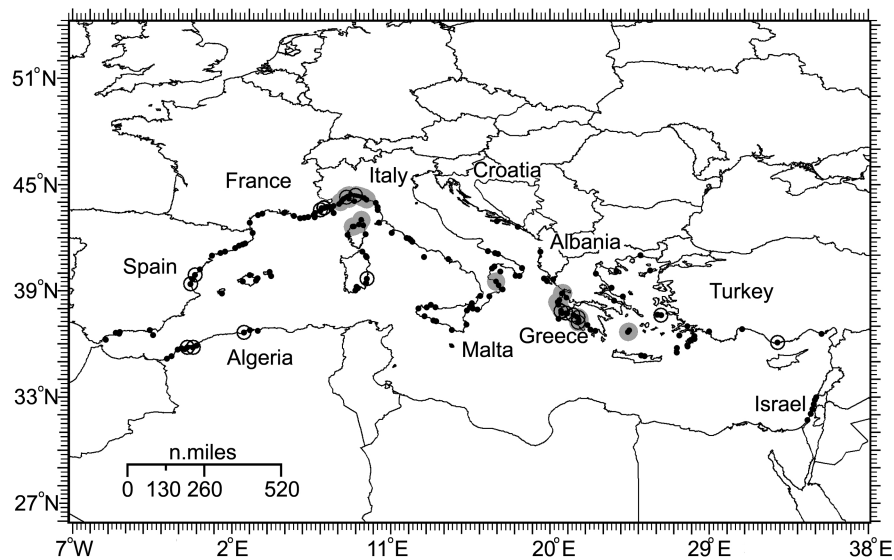 51°N
45°N
39°N
33°N
27°N
France
Italy
Croatia
Spain
Albania
Turkey
Greece
Algeria
Malta
Israel
n.miles
0 130 260 520
7°W 2°E 11°E 20°E 29°E 38°E